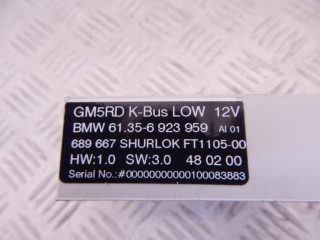 GM5RD K-Bus LOW 12V
BMW 61.35-6 923 959 AI 01
689 667 SHURLOK FT1105-00
HW:1.0 SW:3.0 48 02 00
Serial No.:#00000000000100083883